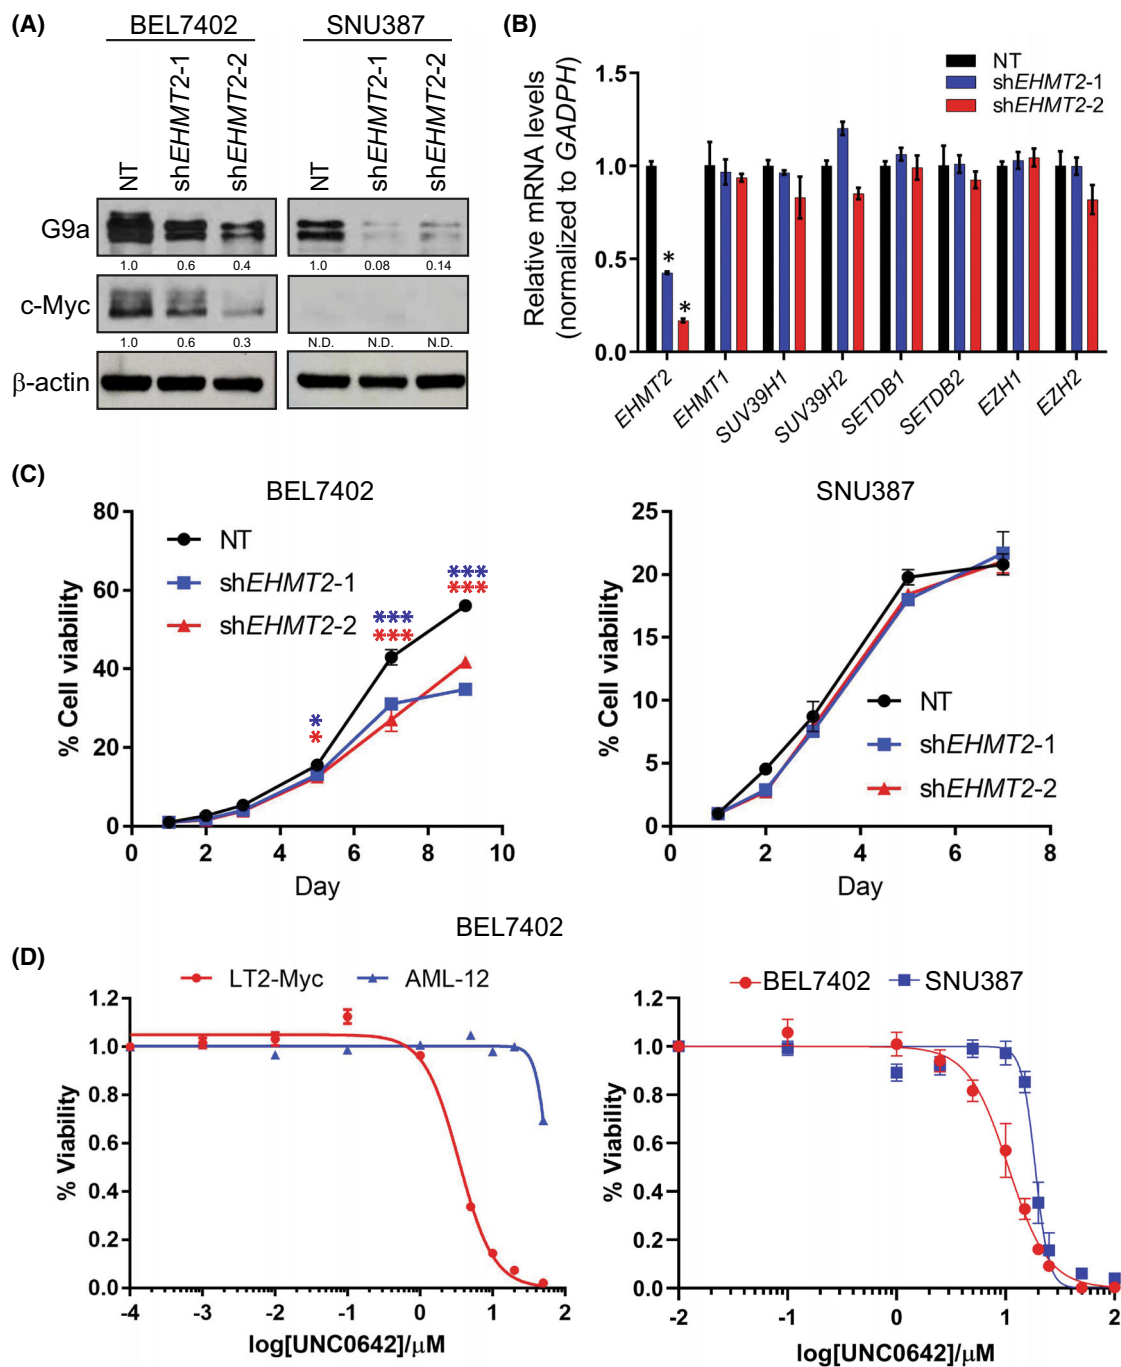 (A)
BEL7402
SNU387
NT
shEHMT2-1
shEHMT2-2
NT
shEHMT2-1
shEHMT2-2
G9a
1.0 0.6 0.4 1.0 0.08 0.14
c-Myc
1.0 0.6 0.3 N.D. N.D. N.D.
β-actin
(B)
NT
shEHMT2-1
shEHMT2-2
Relative mRNA levels
(normalized to GADPH)
1.5
1.0
0.5
0.0
*
*
EHMT2
EHMT1
SUV39H1
SUV39H2
SETDB1
SETDB2
EZH1
EZH2
(C)
BEL7402
NT
shEHMT2-1
shEHMT2-2
% Cell viability
80
60
40
20
0
*
*
***
***
***
***
0 2 4 6 8 10
Day
SNU387
NT
shEHMT2-1
shEHMT2-2
% Cell viability
25
20
15
10
5
0
0 2 4 6 8
Day
BEL7402
(D)
LT2-Myc AML-12
% Viability
1.2
1.0
0.8
0.6
0.4
0.2
0.0
-4 -3 -2 -1 0 1 2
log[UNC0642]/μM
BEL7402 SNU387
% Viability
1.2
1.0
0.8
0.6
0.4
0.2
0.0
-2 -1 0 1 2
log[UNC0642]/μM